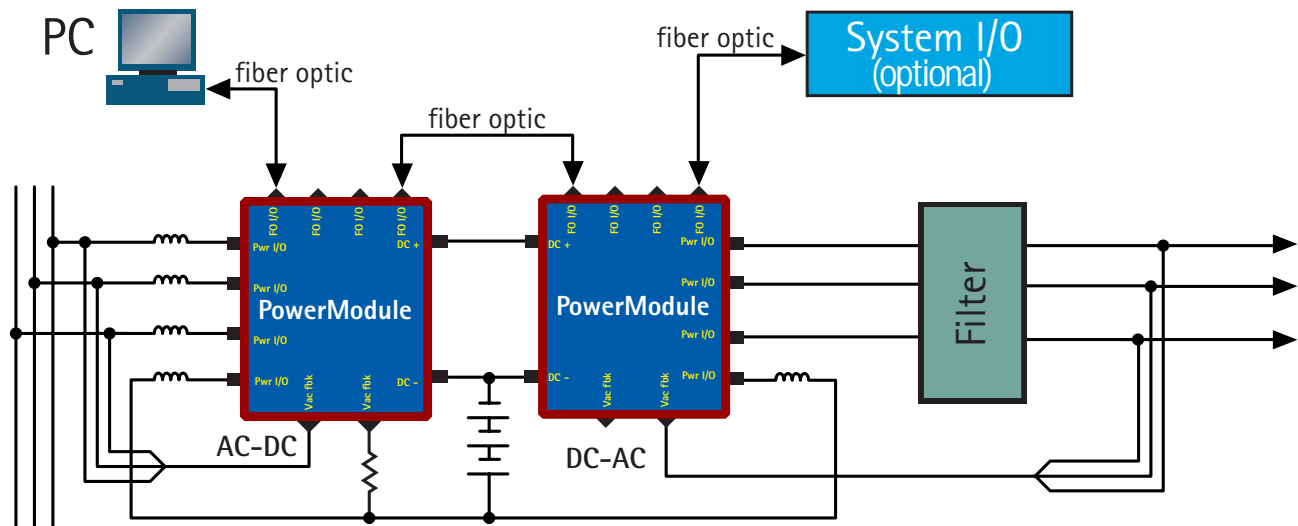 PC
fiber optic
fiber optic
fiber optic
System I/O
(optional)
FO I/O
FO I/O
FO I/O
FO I/O
Pwr I/O
DC +
Pwr I/O
PowerModule
Pwr I/O
Pwr I/O
DC -
Vac fbk
Vac fbk
AC-DC
FO I/O
FO I/O
FO I/O
FO I/O
DC +
Pwr I/O
Pwr I/O
PowerModule
Pwr I/O
DC -
Pwr I/O
Vac fbk
Vac fbk
DC-AC
Filter